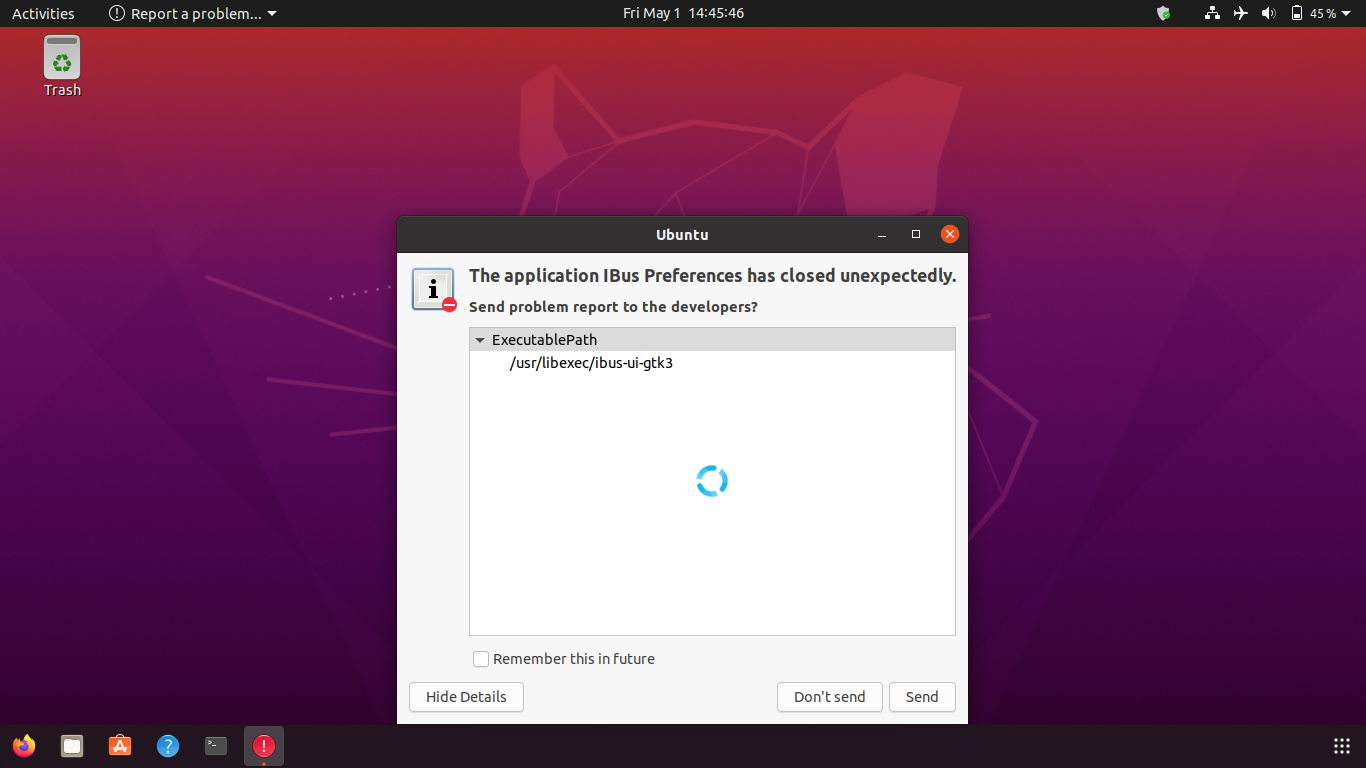 Activities
Report a problem...
Fri May 1 14:45:46
45 %
Trash
Ubuntu
The application IBus Preferences has closed unexpectedly.
Send problem report to the developers?
ExecutablePath
/usr/libexec/ibus-ui-gtk3
Remember this in future
Hide Details
Don't send
Send